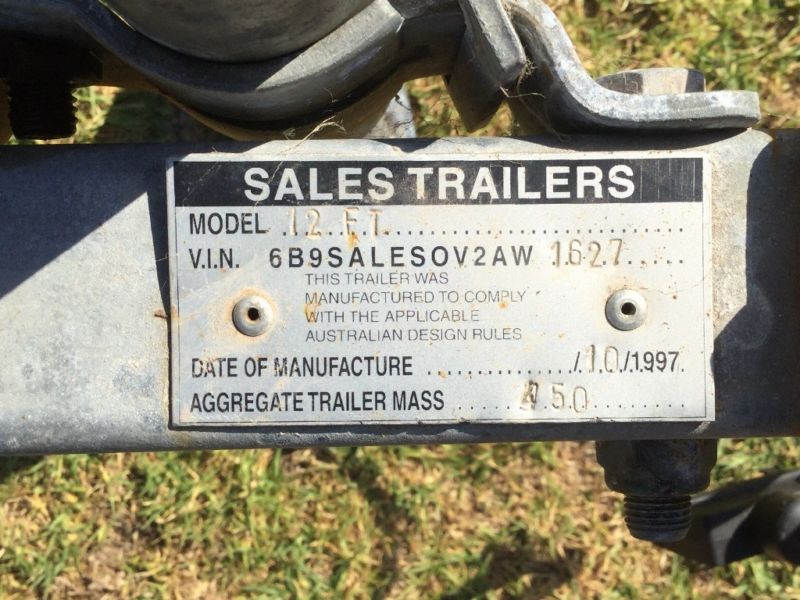 SALES TRAILERS
MODEL 12 FT
V.I.N. 6B9SALESOV2AW 1627
THIS TRAILER WAS
MANUFACTURED TO COMPLY
WITH THE APPLICABLE
AUSTRALIAN DESIGN RULES
DATE OF MANUFACTURE ............../.10./1997
AGGREGATE TRAILER MASS